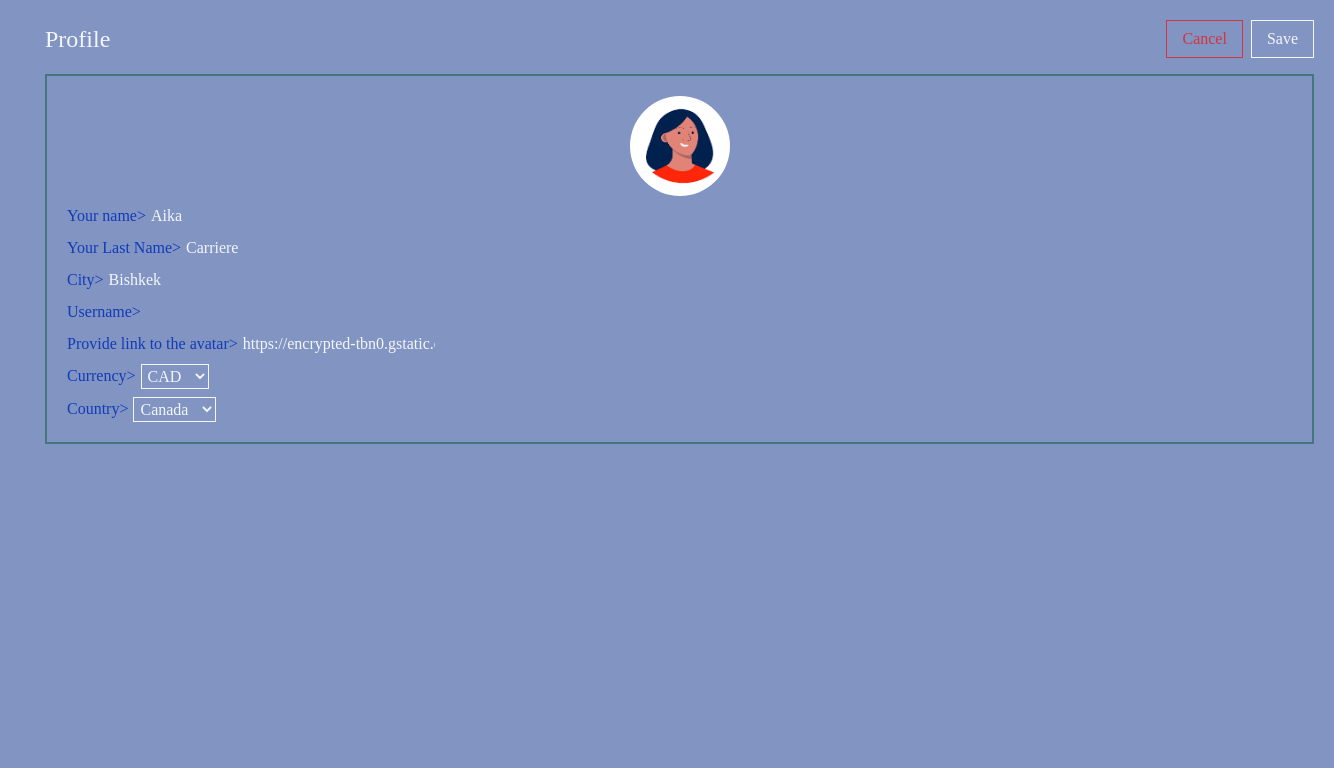 Profile
Cancel Save
Your name> Aika
Your Last Name> Carriere
City> Bishkek
Username>
Provide link to the avatar> https://encrypted-tbn0.gstatic.
Currency> CAD
Country> Canada